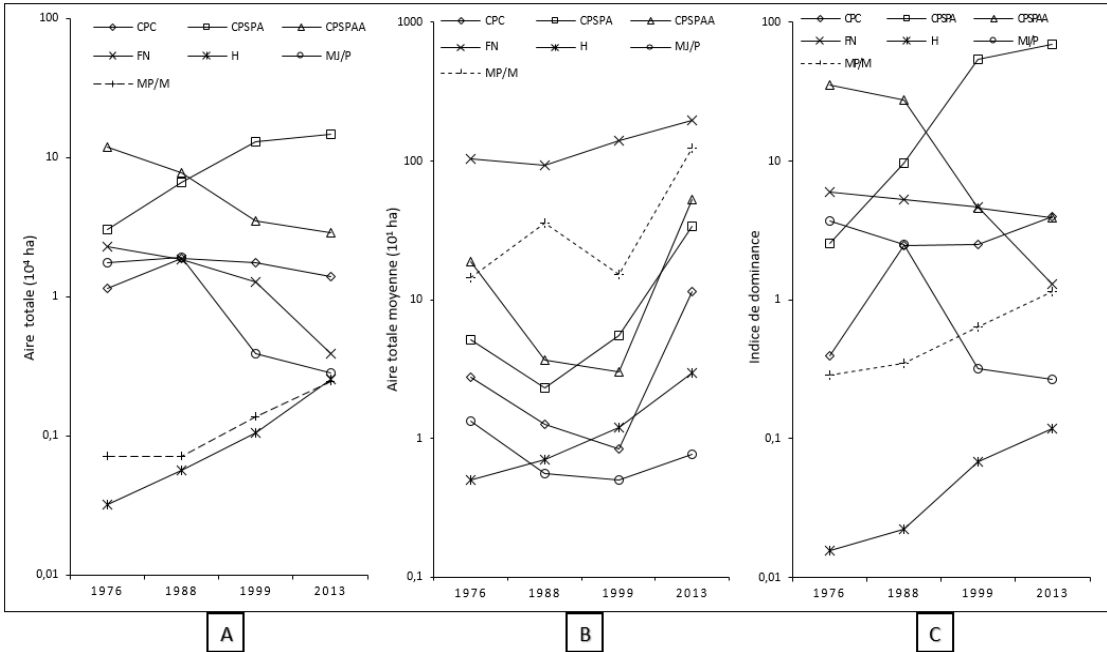 CPC CPSPA CPSPAA
FN H MJ/P
MP/M
Aire totale (10⁴ ha)
100
10
1
0,1
0,01
1976 1988 1999 2013
A
CPC CPSPA CPSPAA
FN H MJ/P
MP/M
Aire totale moyenne (10¹ ha)
1000
100
10
1
0,1
1976 1988 1999 2013
B
CPC CPSPA CPSPAA
FN H MJ/P
MP/M
Indice de dominance
100
10
1
0,1
0,01
1976 1988 1999 2013
C